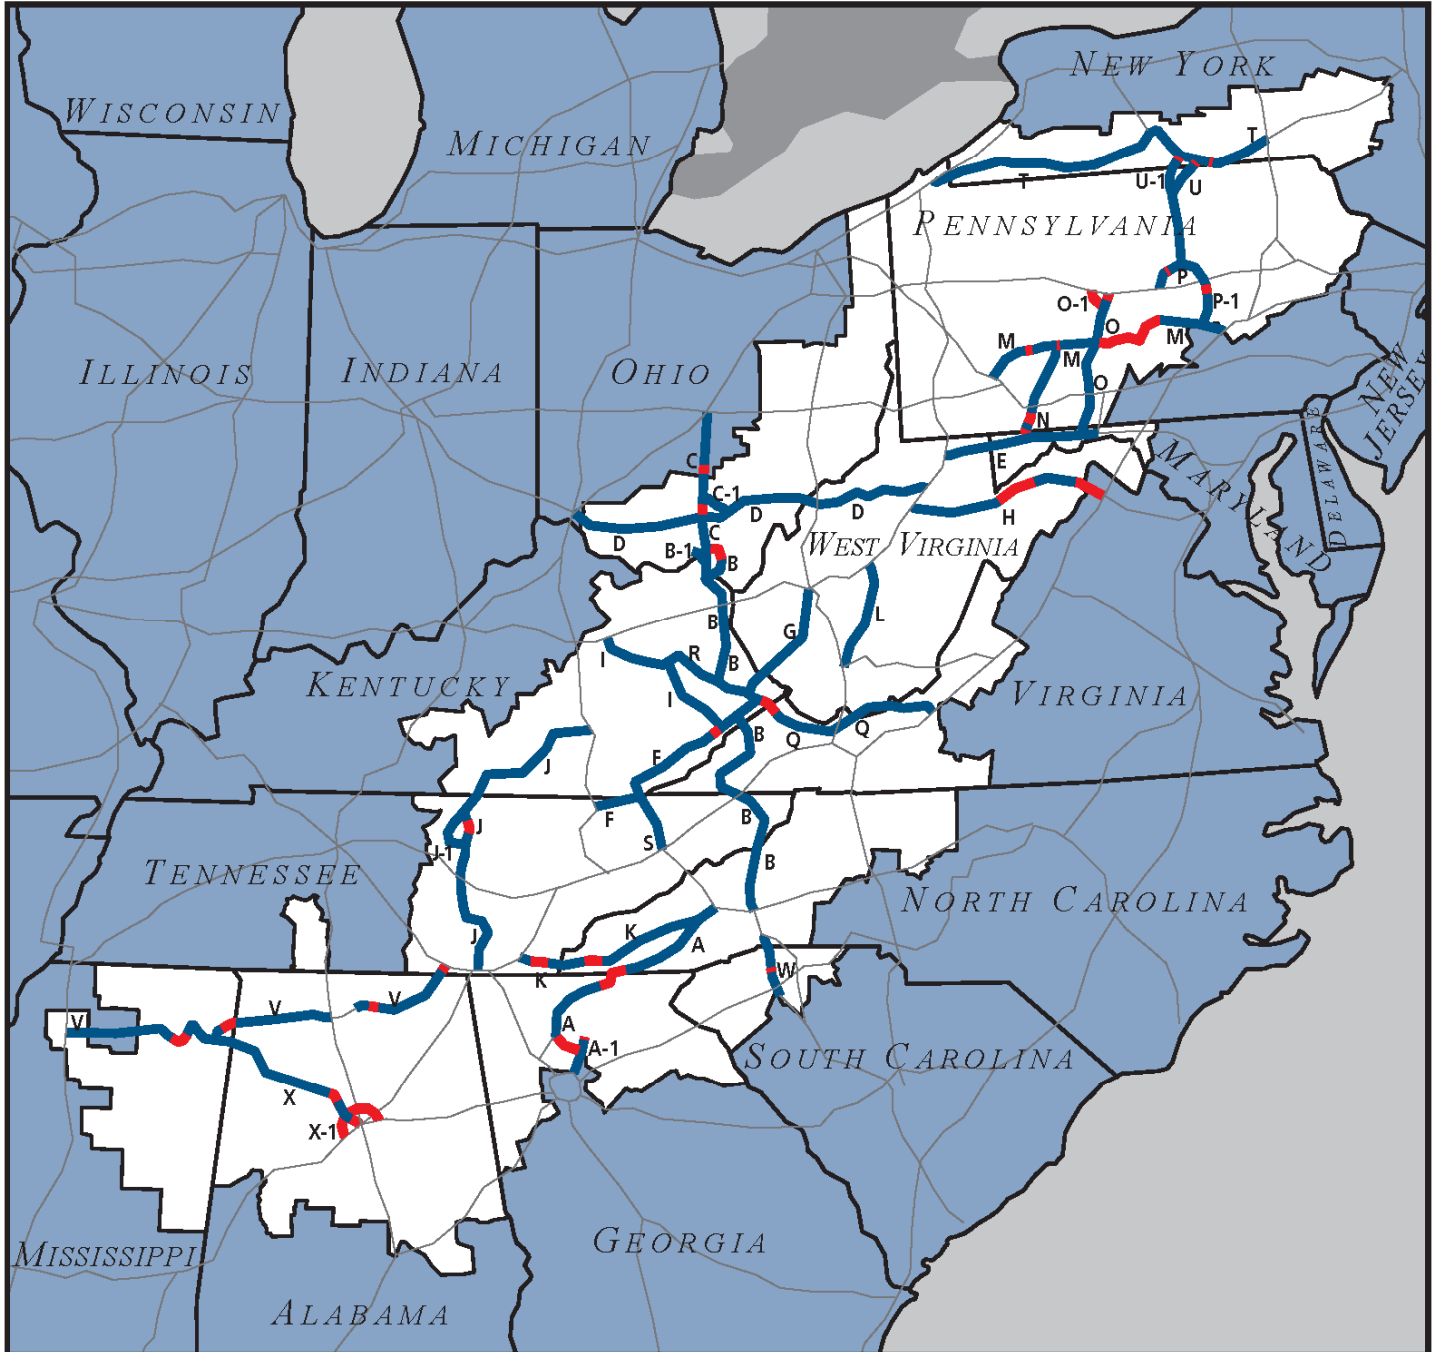 NEW YORK
WISCONSIN
MICHIGAN
T
T
U-1
U
PENNSYLVANIA
P
O-1
P-1
O
M
M
M
ILLINOIS
INDIANA
OHIO
O
NEW
JERSEY
N
DELAWARE
C
E
MARYLAND
C-1
D
D
H
D
C
B-1
B
WEST VIRGINIA
L
B
G
I
R
B
KENTUCKY
I
VIRGINIA
Q
B
Q
F
J
F
B
J
S
J-1
B
TENNESSEE
NORTH CAROLINA
K
A
J
W
K
V
V
V
A
A-1
SOUTH CAROLINA
X
X-1
MISSISSIPPI
GEORGIA
ALABAMA